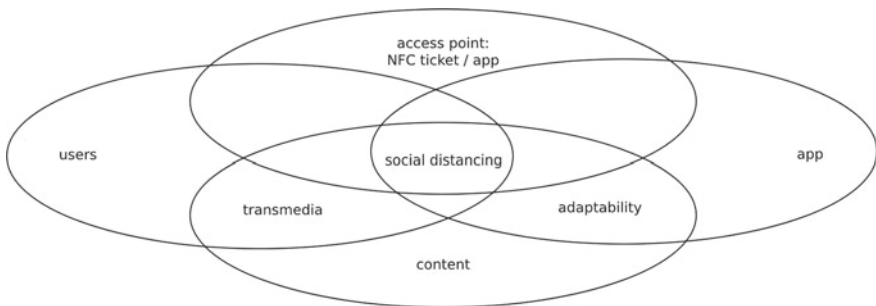 access point:
NFC ticket / app
users
social distancing
app
transmedia
adaptability
content